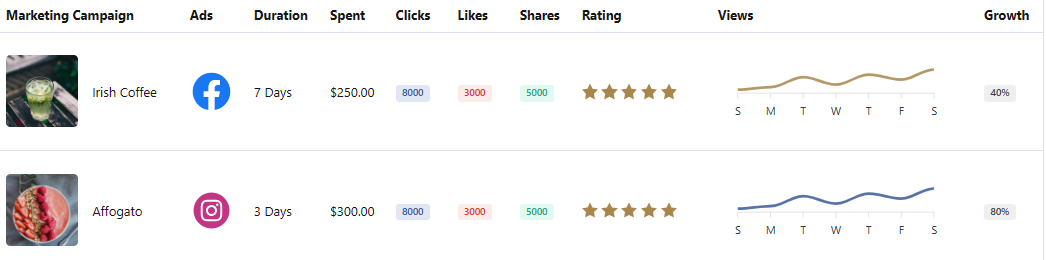 Marketing Campaign Ads Duration Spent Clicks Likes Shares Rating Views Growth
Irish Coffee 7 Days $250.00 8000 3000 5000 40%
S M T W T F S
Affogato 3 Days $300.00 8000 3000 5000 80%
S M T W T F S